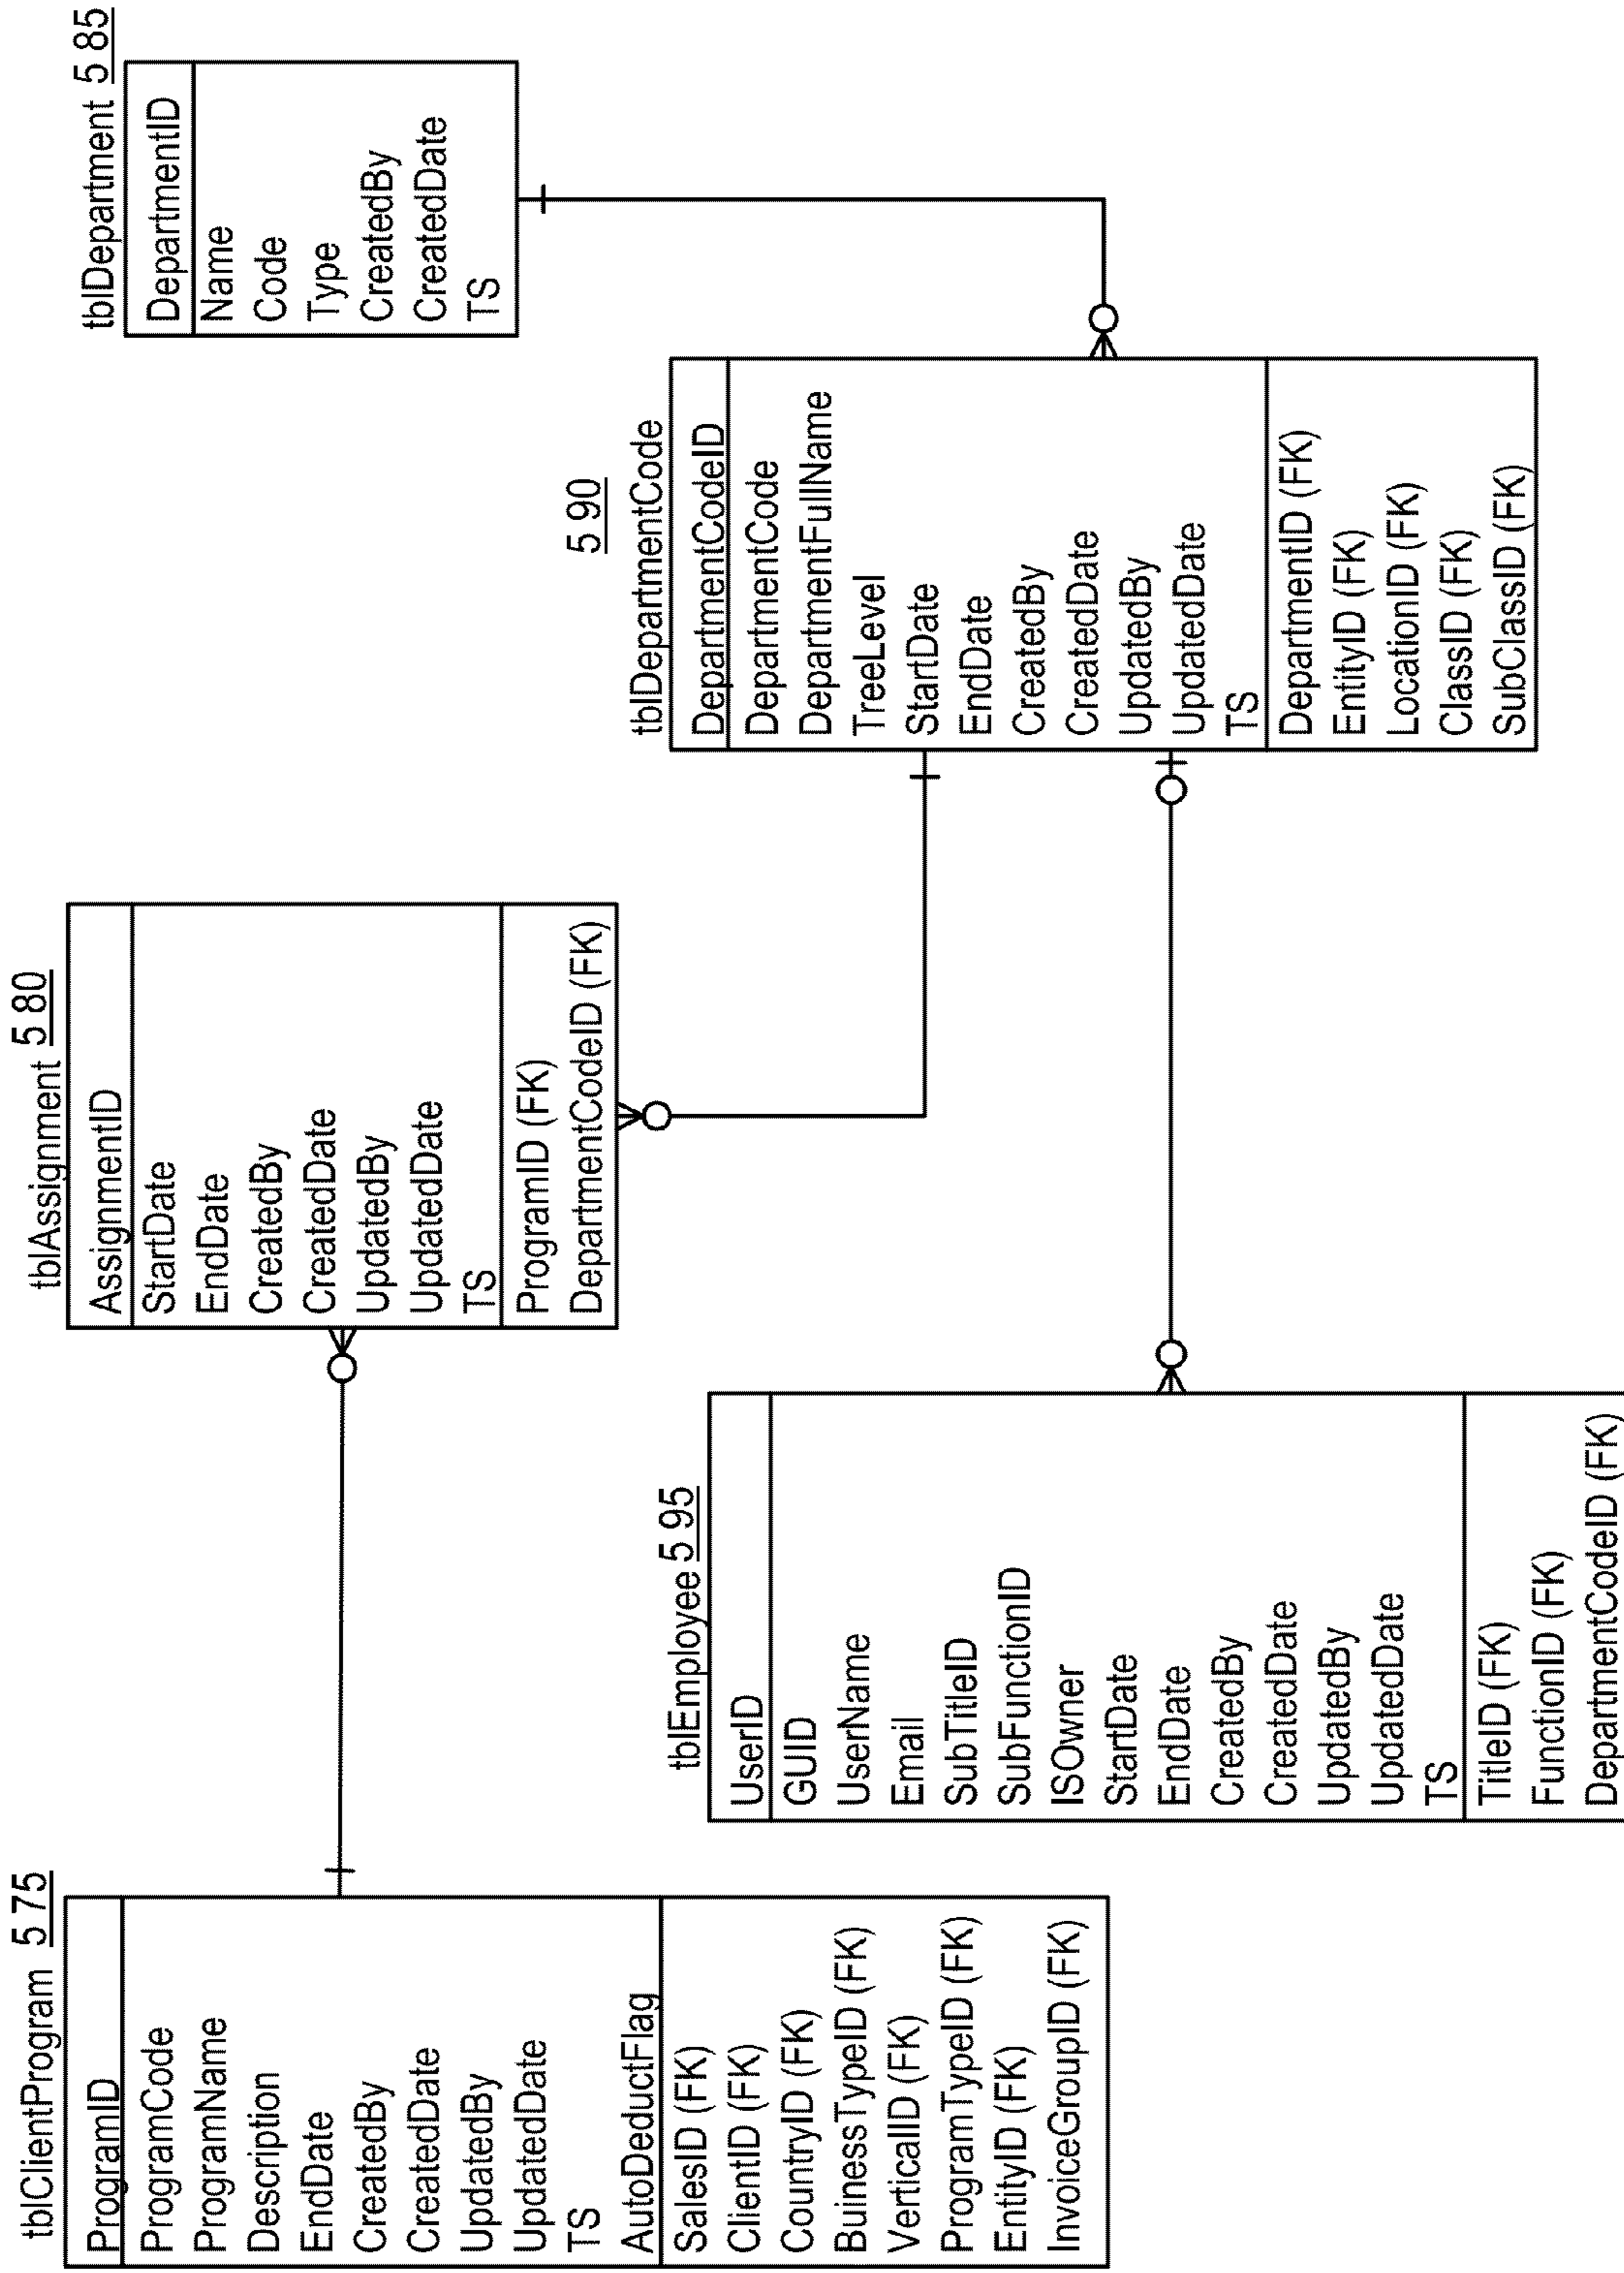 tblClientProgram 5 75
ProgramID
ProgramCode
ProgramName
Description
EndDate
CreatedBy
CreatedDate
UpdatedBy
UpdatedDate
TS
AutoDeductFlag
SalesID (FK)
ClientID (FK)
CountryID (FK)
BuinessTypeID (FK)
VerticalID (FK)
ProgramTypeID (FK)
EntityID (FK)
InvoiceGroupID (FK)
tblAssignment 5 80
AssignmentID
StartDate
EndDate
CreatedBy
CreatedDate
UpdatedBy
UpdatedDate
TS
ProgramID (FK)
DepartmentCodeID (FK)
tblDepartment 5 85
DepartmentID
Name
Code
Type
CreatedBy
CreatedDate
TS
5 90
tblDepartmentCode
DepartmentCodeID
DepartmentCode
DepartmentFullName
TreeLevel
StartDate
EndDate
CreatedBy
CreatedDate
UpdatedBy
UpdatedDate
TS
DepartmentID (FK)
EntityID (FK)
LocationID (FK)
ClassID (FK)
SubClassID (FK)
tblEmployee 5 95
UserID
GUID
UserName
Email
SubTitleID
SubFunctionID
ISOwner
StartDate
EndDate
CreatedBy
CreatedDate
UpdatedBy
UpdatedDate
TS
TitleID (FK)
FunctionID (FK)
DepartmentCodeID (FK)